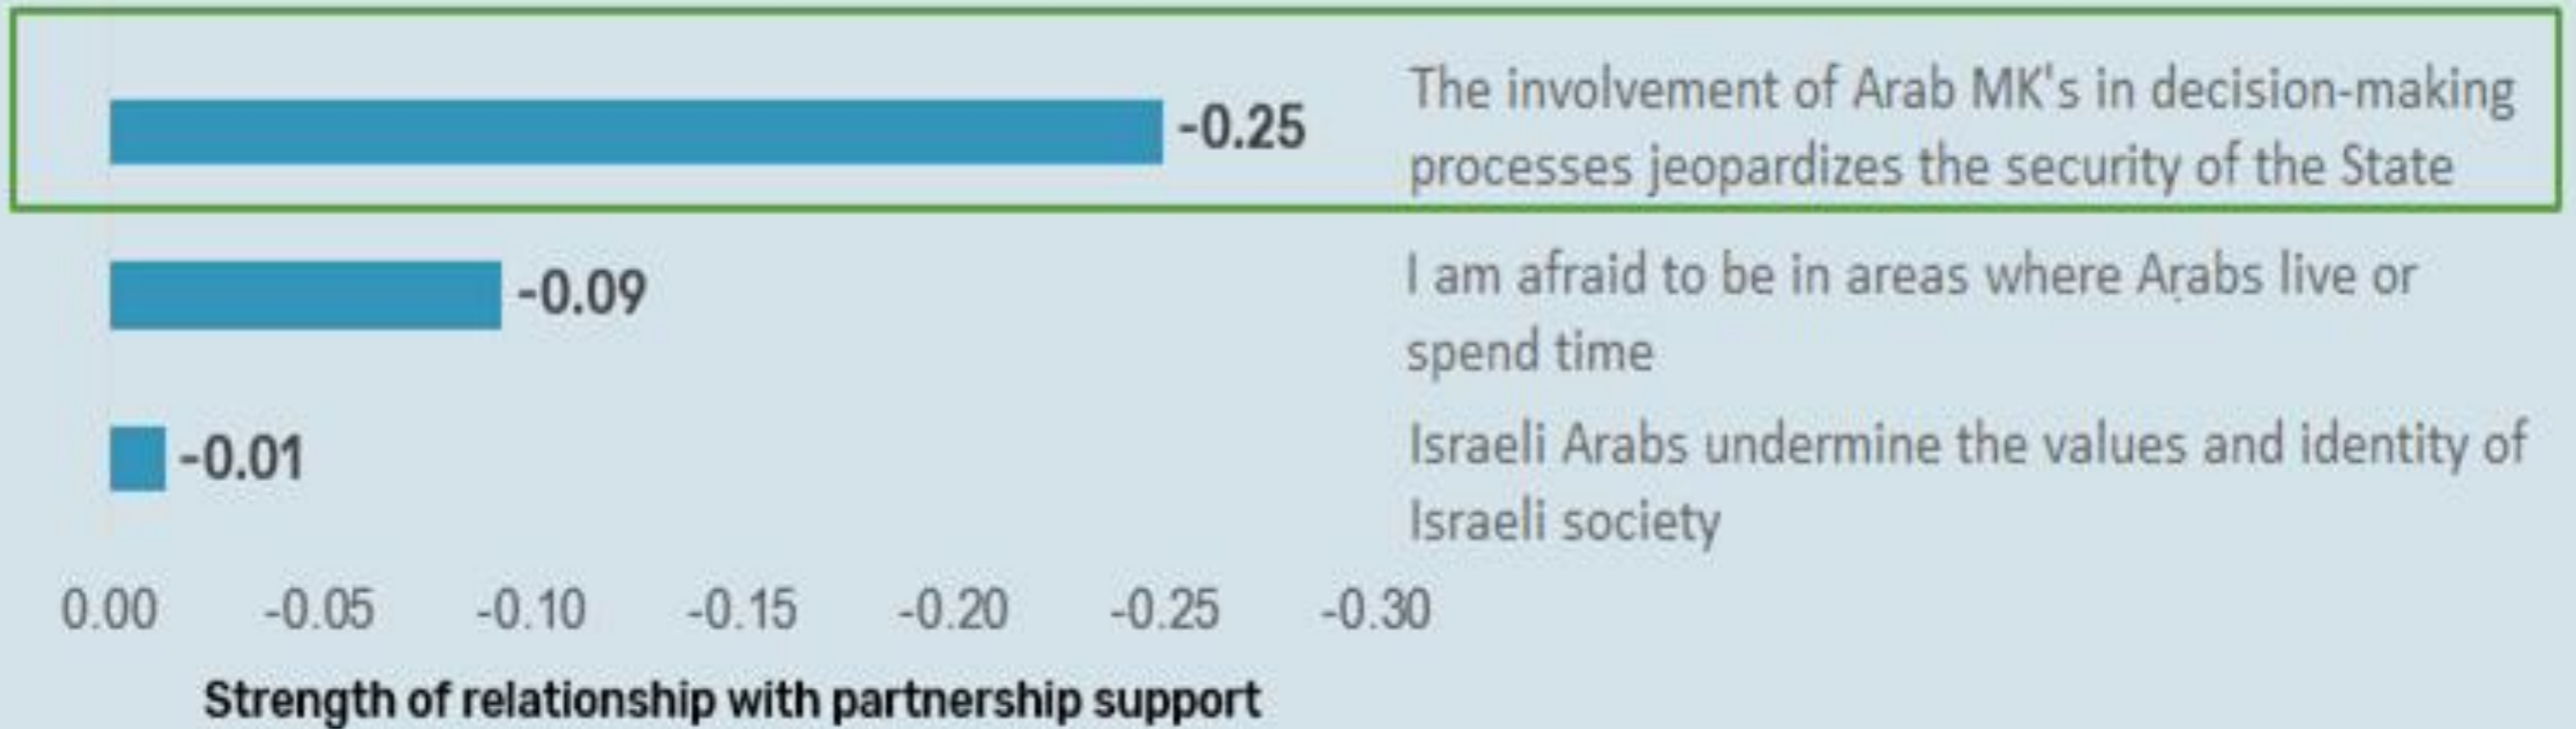 -0.25
The involvement of Arab MK's in decision-making
processes jeopardizes the security of the State
-0.09
I am afraid to be in areas where Arabs live or
spend time
-0.01
Israeli Arabs undermine the values and identity of
Israeli society
0.00 -0.05 -0.10 -0.15 -0.20 -0.25 -0.30
Strength of relationship with partnership support